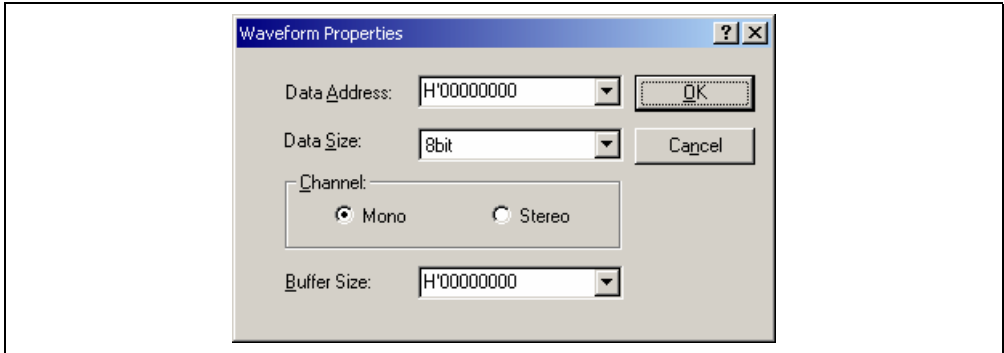 Waveform Properties
Data Address: H'00000000 OK
Data Size: 8bit Cancel
Channel:
Mono Stereo
Buffer Size: H'00000000